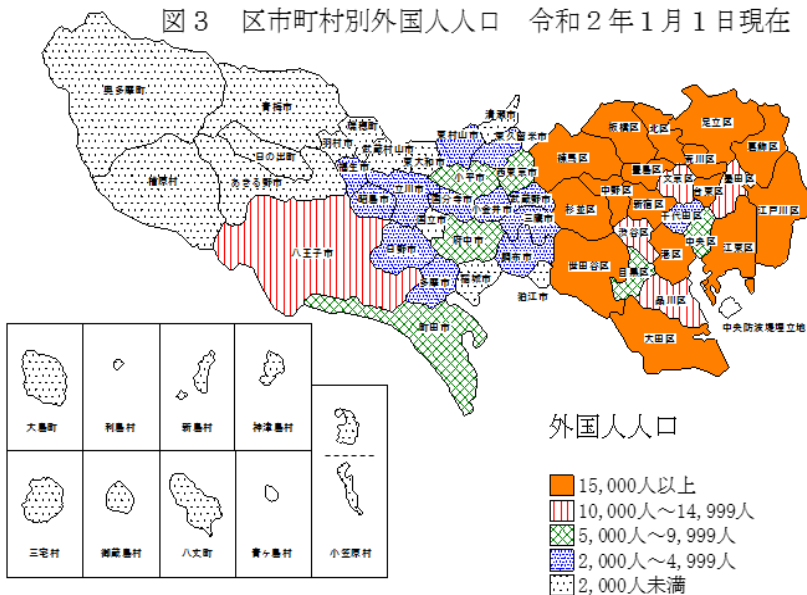 図３　区市町村別外国人人口　令和２年１月１日現在
奥多摩町
青梅市
瑞穂町
清瀬市
羽村市
武蔵村山市
東村山市
東久留米市
日の出町
福生市
東大和市
檜原村
あきる野市
昭島市
立川市
小平市
西東京市
国分寺市
小金井市
武蔵野市
三鷹市
国立市
府中市
八王子市
日野市
調布市
多摩市
稲城市
狛江市
町田市
板橋区
北区
足立区
葛飾区
練馬区
豊島区
荒川区
文京区
台東区
墨田区
中野区
新宿区
杉並区
千代田区
江戸川区
渋谷区
中央区
港区
江東区
世田谷区
目黒区
品川区
大田区
中央防波堤埋立地
大島町
利島村
新島村
神津島村
三宅村
御蔵島村
八丈町
青ヶ島村
小笠原村
外国人人口
15,000人以上
10,000人～14,999人
5,000人～9,999人
2,000人～4,999人
2,000人未満